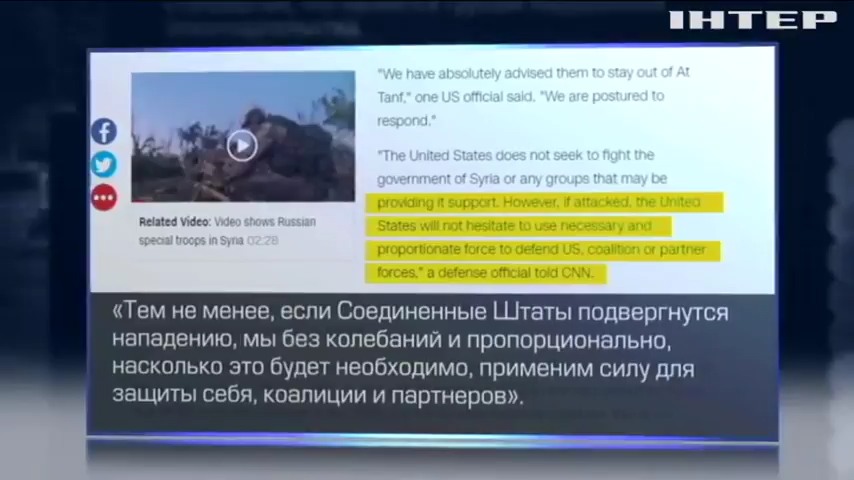 ІНТЕР
"We have absolutely advised them to stay out of At
Tanf," one US official said. "We are postured to
respond."
"The United States does not seek to fight the
government of Syria or any groups that may be
providing it support. However, if attacked, the United
States will not hesitate to use necessary and
proportionate force to defend US, coalition or partner
forces," a defense official told CNN.
Related Video: Video shows Russian
special troops in Syria 02:28
«Тем не менее, если Соединенные Штаты подвергнутся
нападению, мы без колебаний и пропорционально,
насколько это будет необходимо, применим силу для
защиты себя, коалиции и партнеров».